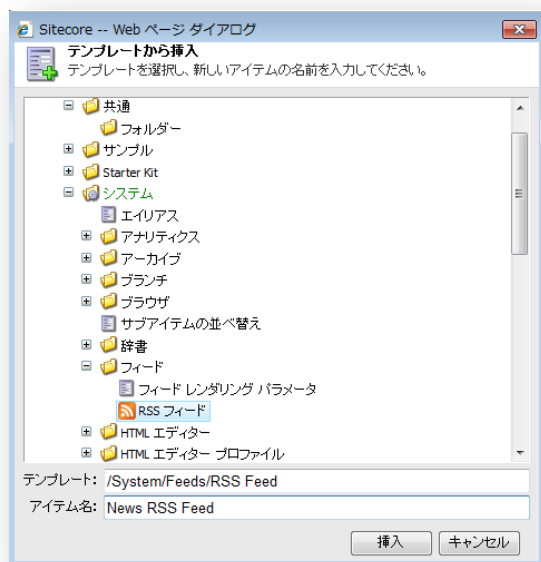 Sitecore -- Web ページ ダイアログ
テンプレートから挿入
テンプレートを選択し、新しいアイテムの名前を入力してください。
共通
フォルダー
サンプル
Starter Kit
システム
エイリアス
アナリティクス
アーカイブ
ブランチ
ブラウザ
サブアイテムの並べ替え
辞書
フィード
フィード レンダリング パラメータ
RSS フィード
HTML エディター
HTML エディター プロファイル
テンプレート: /System/Feeds/RSS Feed
アイテム名: News RSS Feed
挿入 キャンセル